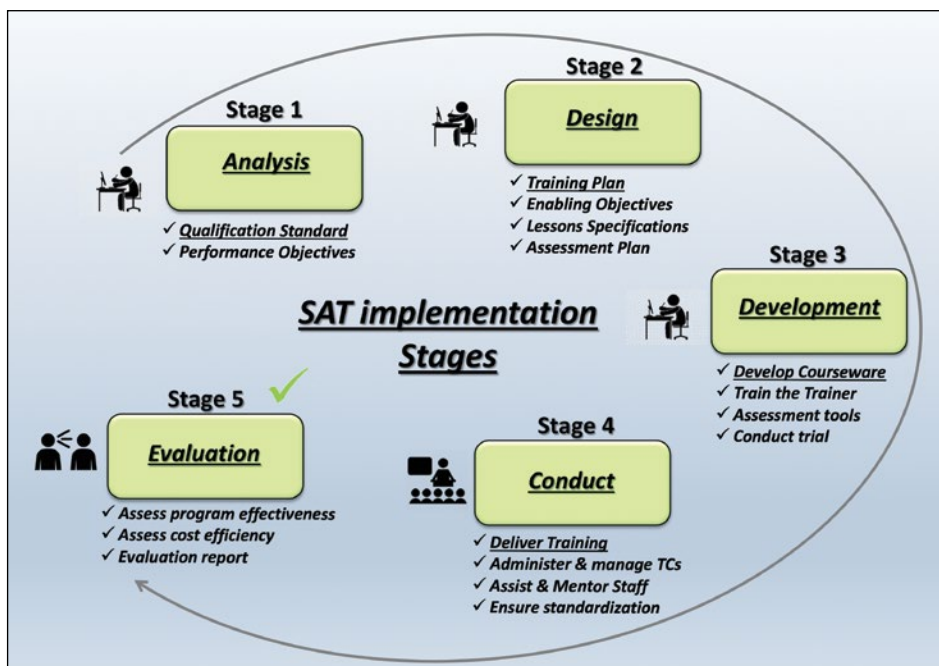 Stage 1
Analysis
✓ Qualification Standard
✓ Performance Objectives
Stage 2
Design
✓ Training Plan
✓ Enabling Objectives
✓ Lessons Specifications
✓ Assessment Plan
Stage 3
Development
✓ Develop Courseware
✓ Train the Trainer
✓ Assessment tools
✓ Conduct trial
SAT implementation
Stages
Stage 4
Conduct
✓ Deliver Training
✓ Administer & manage TCs
✓ Assist & Mentor Staff
✓ Ensure standardization
Stage 5
Evaluation
✓ Assess program effectiveness
✓ Assess cost efficiency
✓ Evaluation report